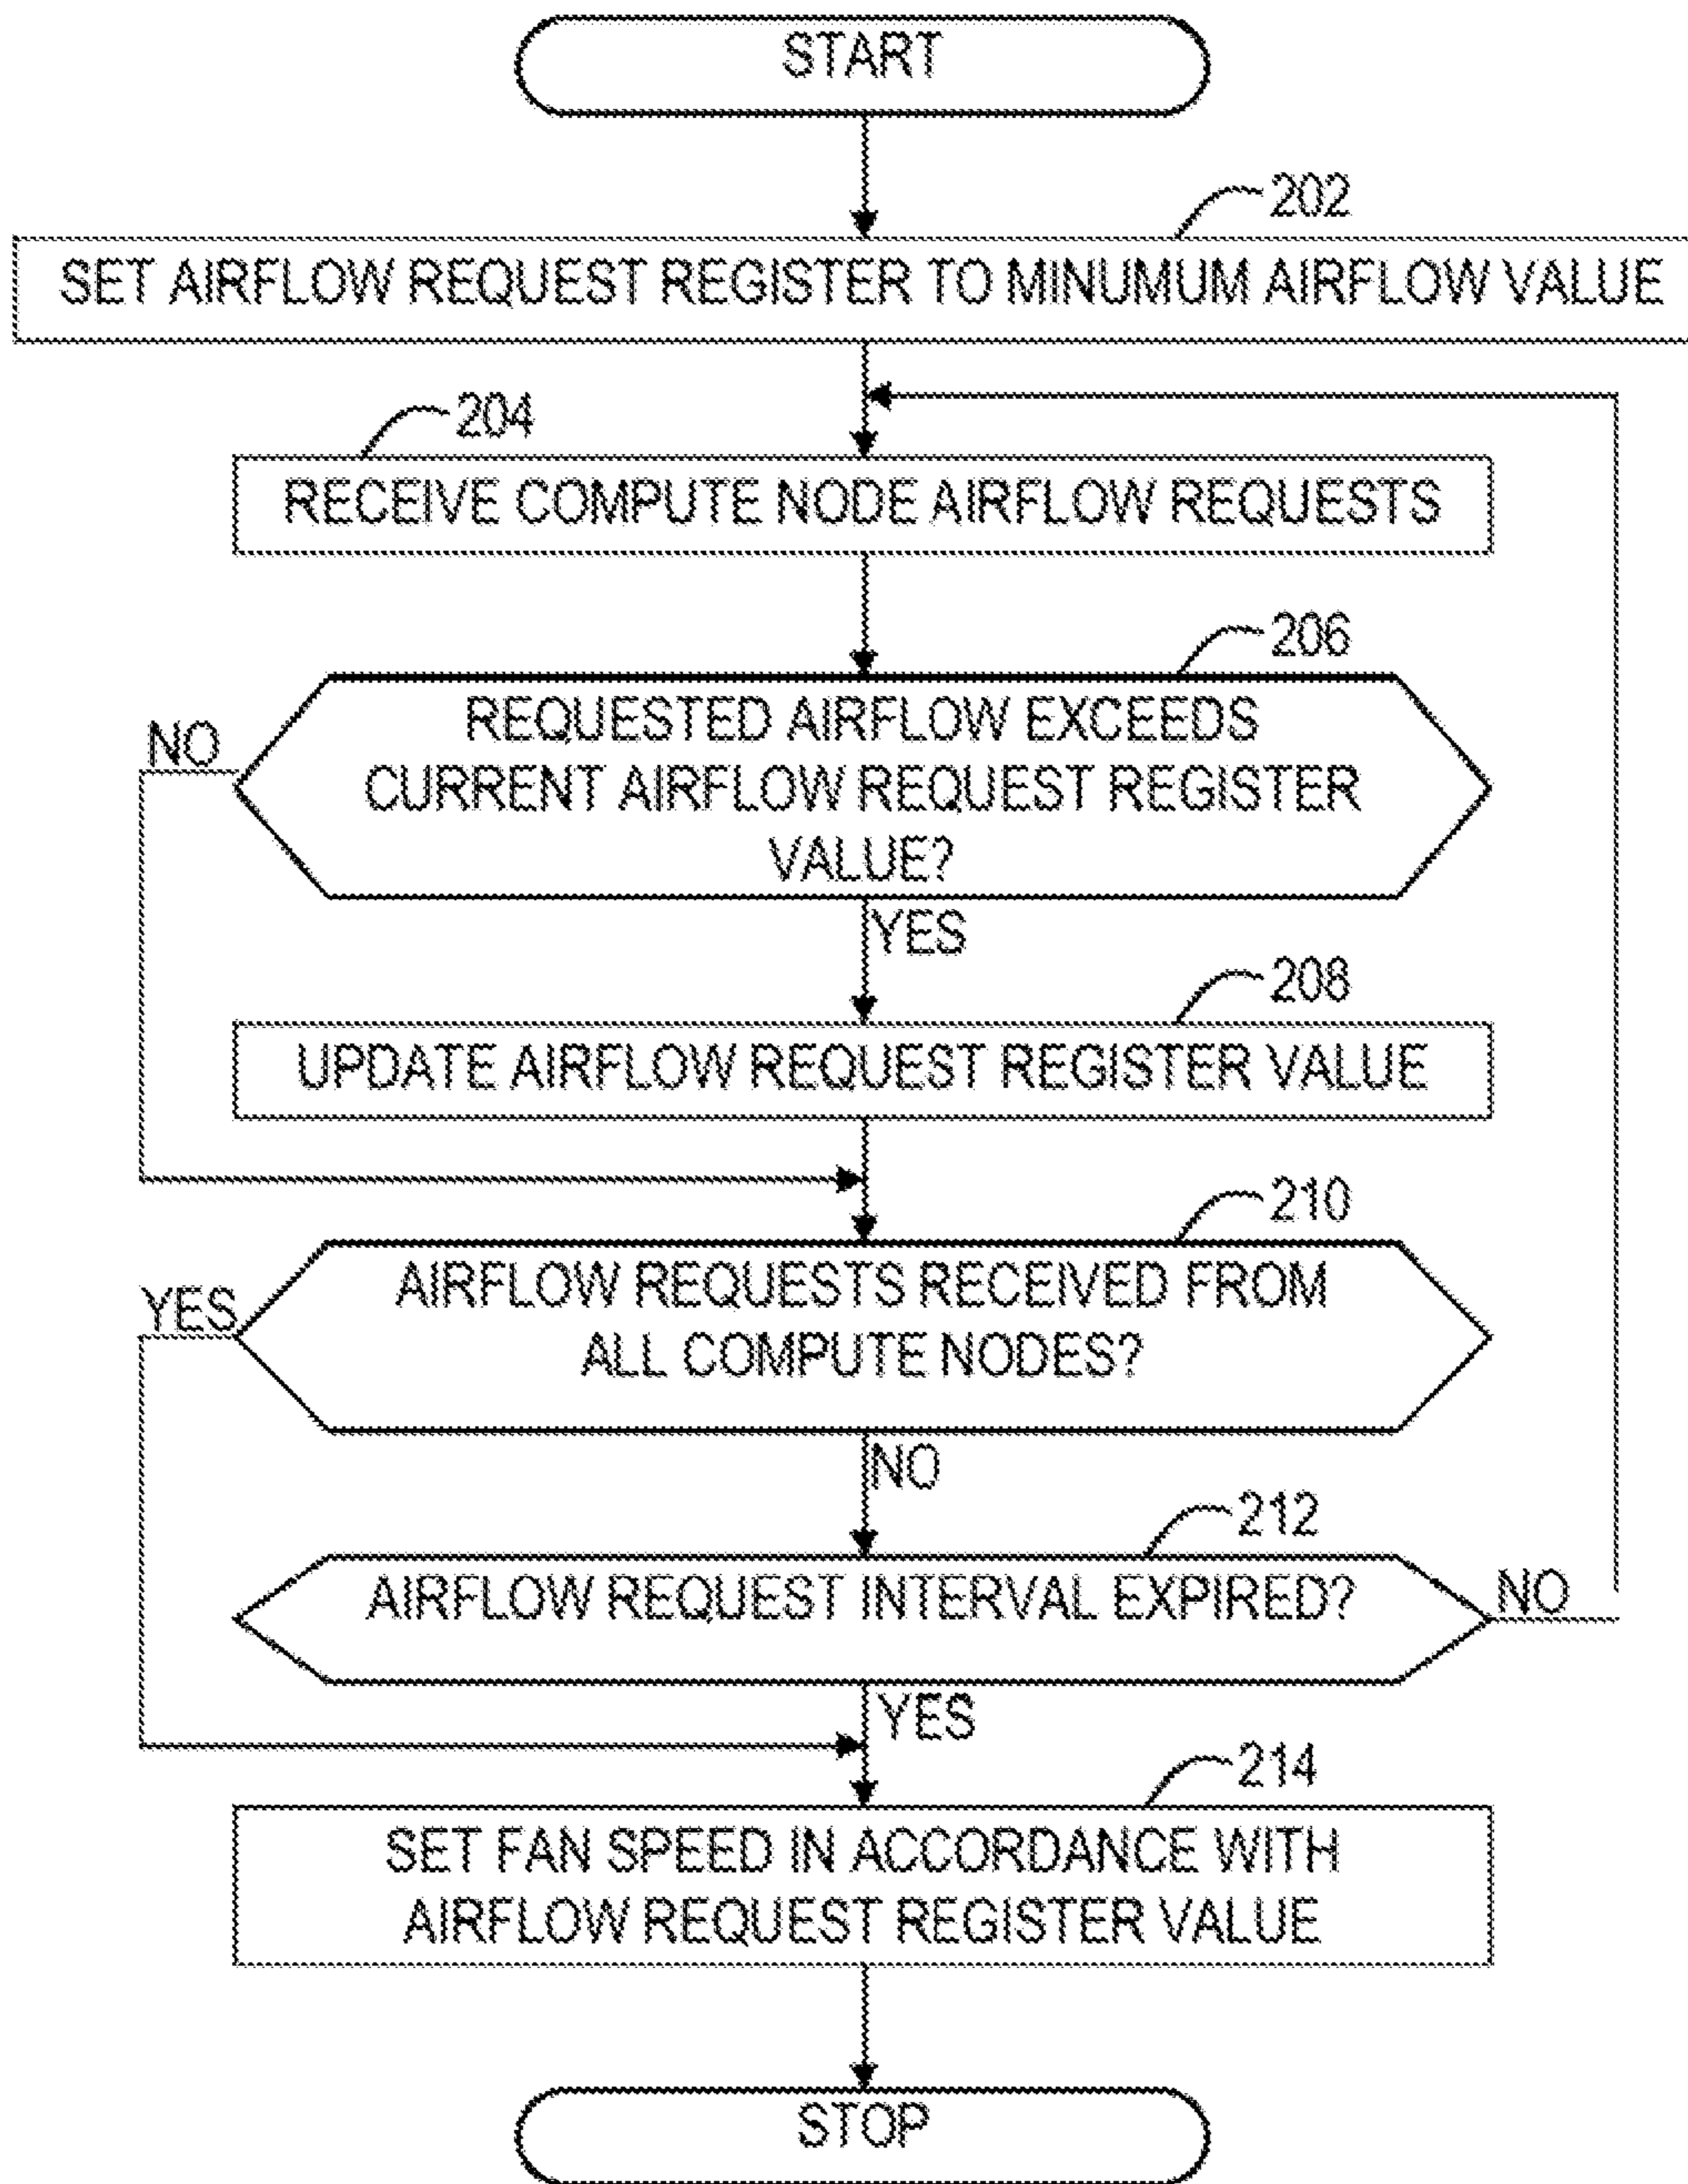 START
202
SET AIRFLOW REQUEST REGISTER TO MINUMUM AIRFLOW VALUE
204
RECEIVE COMPUTE NODE AIRFLOW REQUESTS
206
REQUESTED AIRFLOW EXCEEDS
NO
CURRENT AIRFLOW REQUEST REGISTER
VALUE?
YES
208
UPDATE AIRFLOW REQUEST REGISTER VALUE
210
AIRFLOW REQUESTS RECEIVED FROM
YES
ALL COMPUTE NODES?
NO
212
AIRFLOW REQUEST INTERVAL EXPIRED?
NO
YES
214
SET FAN SPEED IN ACCORDANCE WITH
AIRFLOW REQUEST REGISTER VALUE
STOP